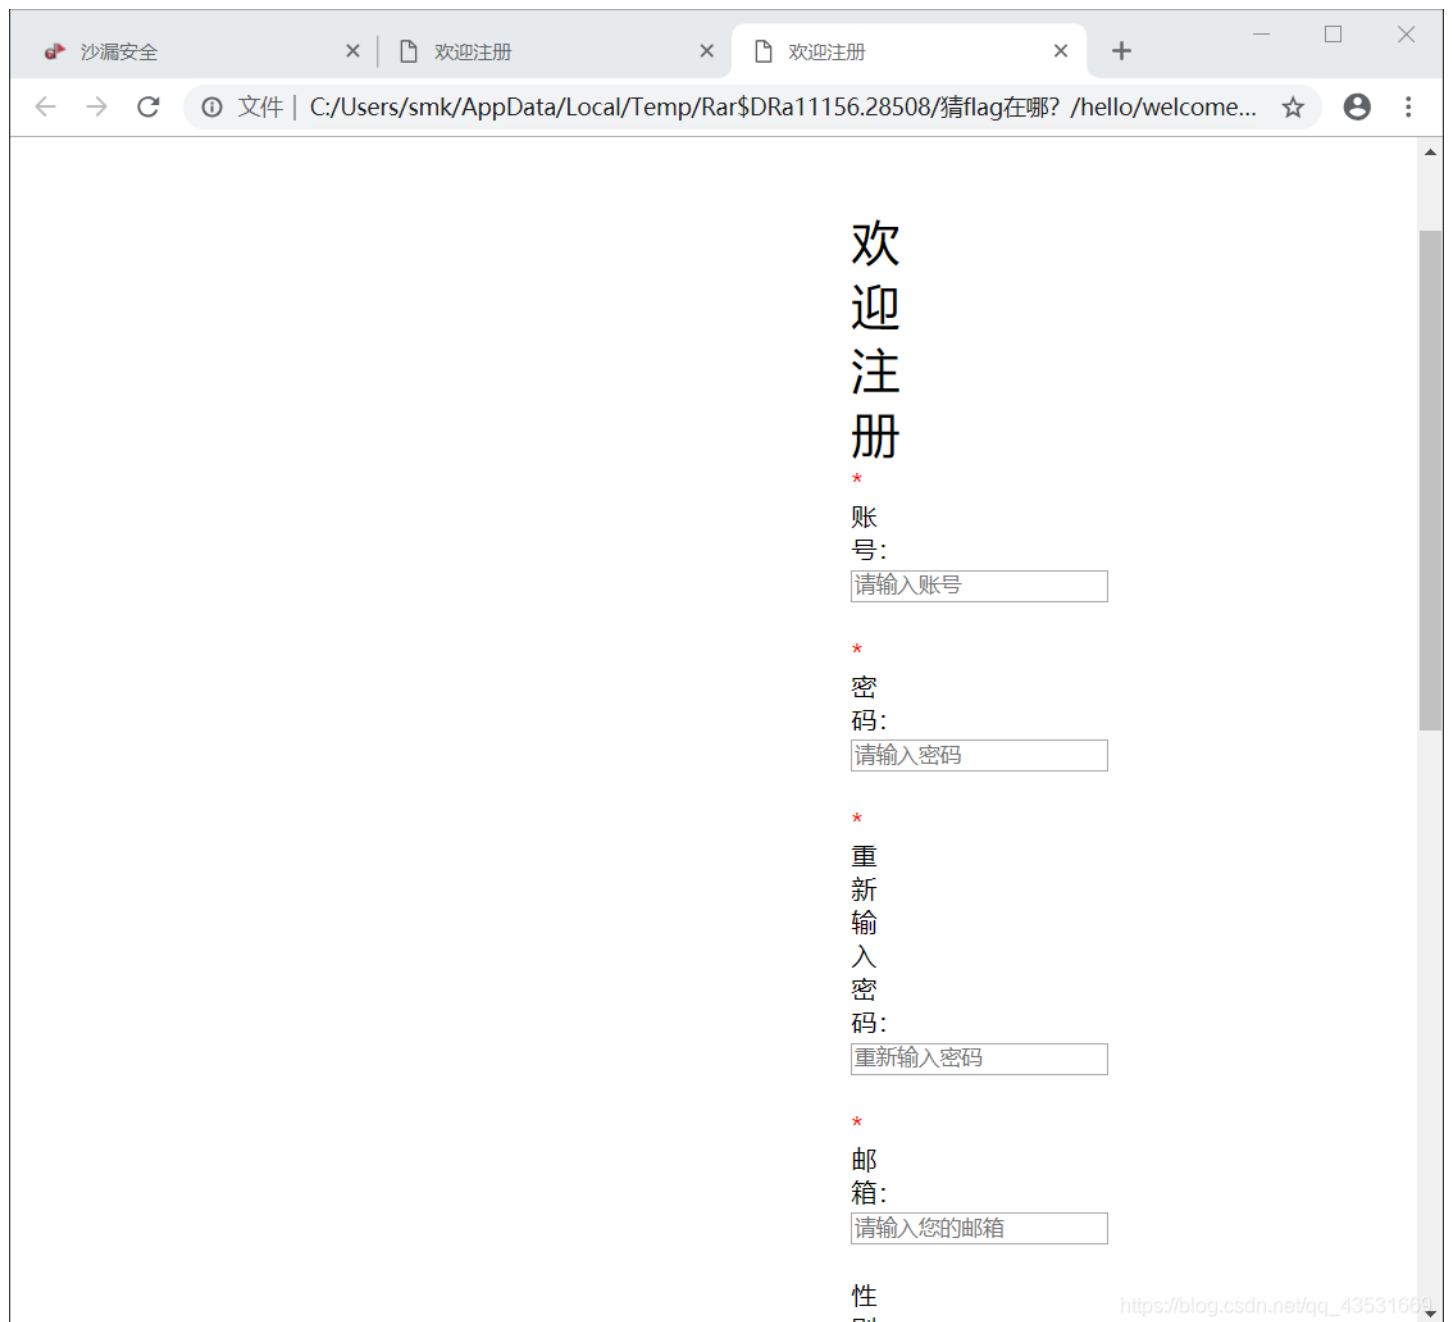 沙漏安全
欢迎注册
欢迎注册
文件
C:/Users/smk/AppData/Local/Temp/Rar$DRa11156.28508/猜flag在哪？/hello/welcome...
欢
迎
注
册
*
账
号：
请输入账号
*
密
码：
请输入密码
*
重
新
输
入
密
码：
重新输入密码
*
邮
箱：
请输入您的邮箱
性
https://blog.csdn.net/qq_43531669